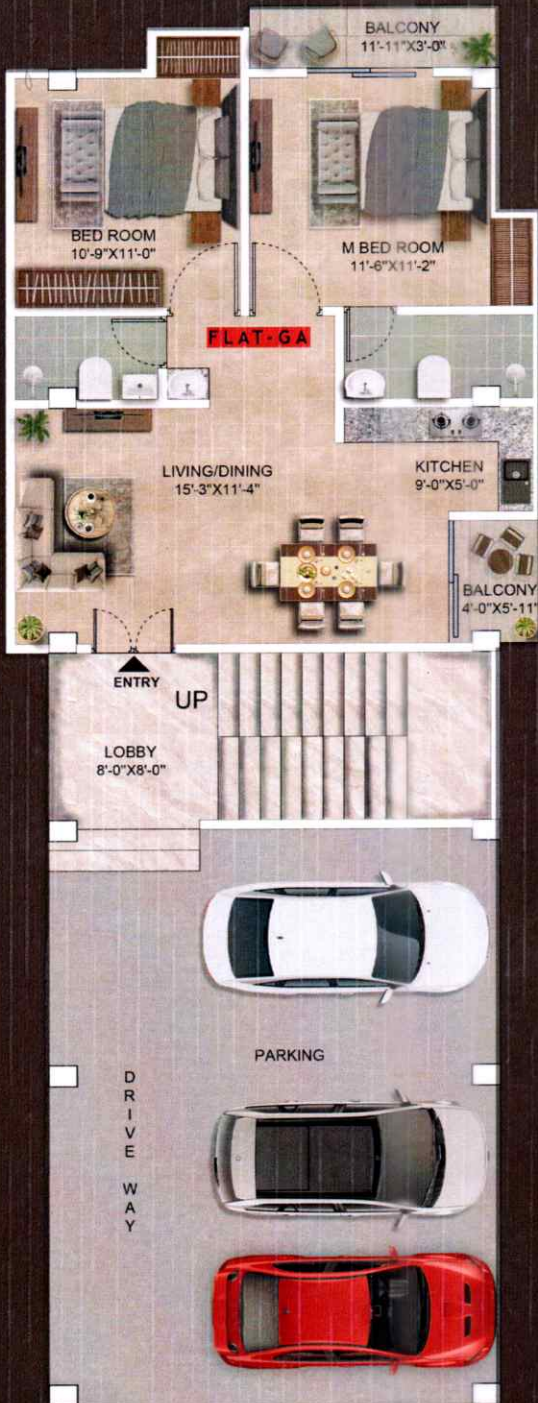 BALCONY
11'-11"X3'-0"
BED ROOM
10'-9"X11'-0"
M BED ROOM
11'-6"X11'-2"
FLAT-GA
LIVING/DINING
15'-3"X11'-4"
KITCHEN
9'-0"X5'-0"
BALCONY
4'-0"X5'-11"
ENTRY
UP
LOBBY
8'-0"X8'-0"
PARKING
DRIVE WAY